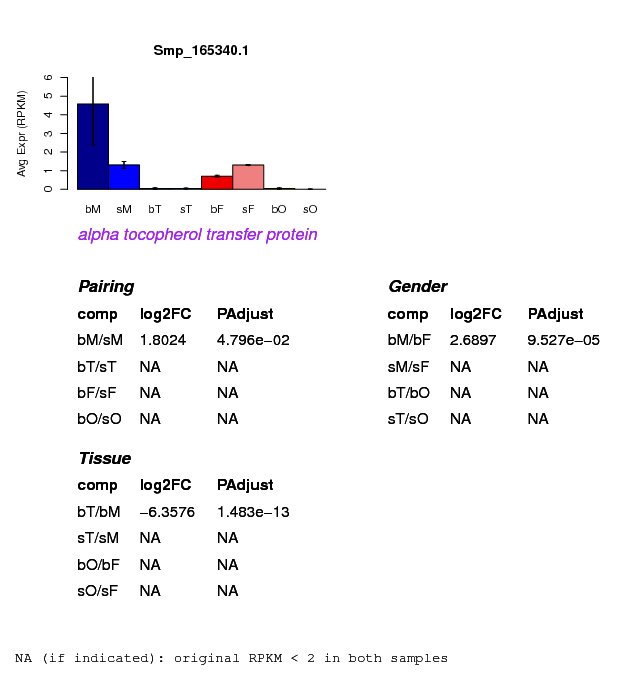 Smp_165340.1
Avg Expr (RPKM)
0 1 2 3 4 5 6
bM sM bT sT bF sF bO sO
alpha tocopherol transfer protein
Pairing
comp log2FC PAdjust
bM/sM 1.8024 4.796e−02
bT/sT NA NA
bF/sF NA NA
bO/sO NA NA
Gender
comp log2FC PAdjust
bM/bF 2.6897 9.527e−05
sM/sF NA NA
bT/bO NA NA
sT/sO NA NA
Tissue
comp log2FC PAdjust
bT/bM −6.3576 1.483e−13
sT/sM NA NA
bO/bF NA NA
sO/sF NA NA
NA (if indicated): original RPKM < 2 in both samples